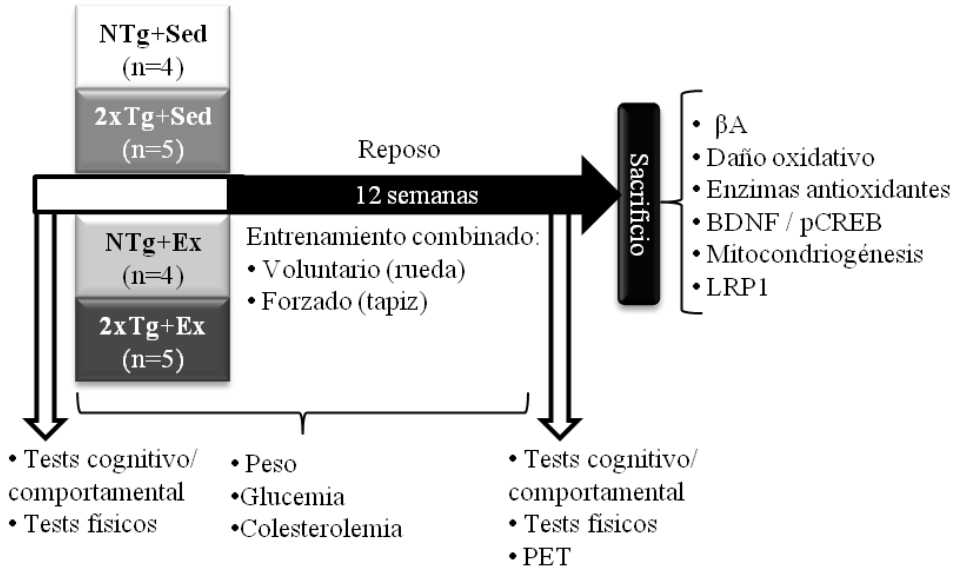 NTg+Sed
(n=4)
2xTg+Sed
(n=5)
Reposo
12 semanas
NTg+Ex
(n=4)
2xTg+Ex
(n=5)
Entrenamiento combinado:
• Voluntario (rueda)
• Forzado (tapiz)
Sacrificio
• βA
• Daño oxidativo
• Enzimas antioxidantes
• BDNF / pCREB
• Mitocondriogénesis
• LRP1
• Tests cognitivo/
comportamental
• Tests físicos
• Peso
•Glucemia
•Colesterolemia
• Tests cognitivo/
comportamental
• Tests físicos
• PET